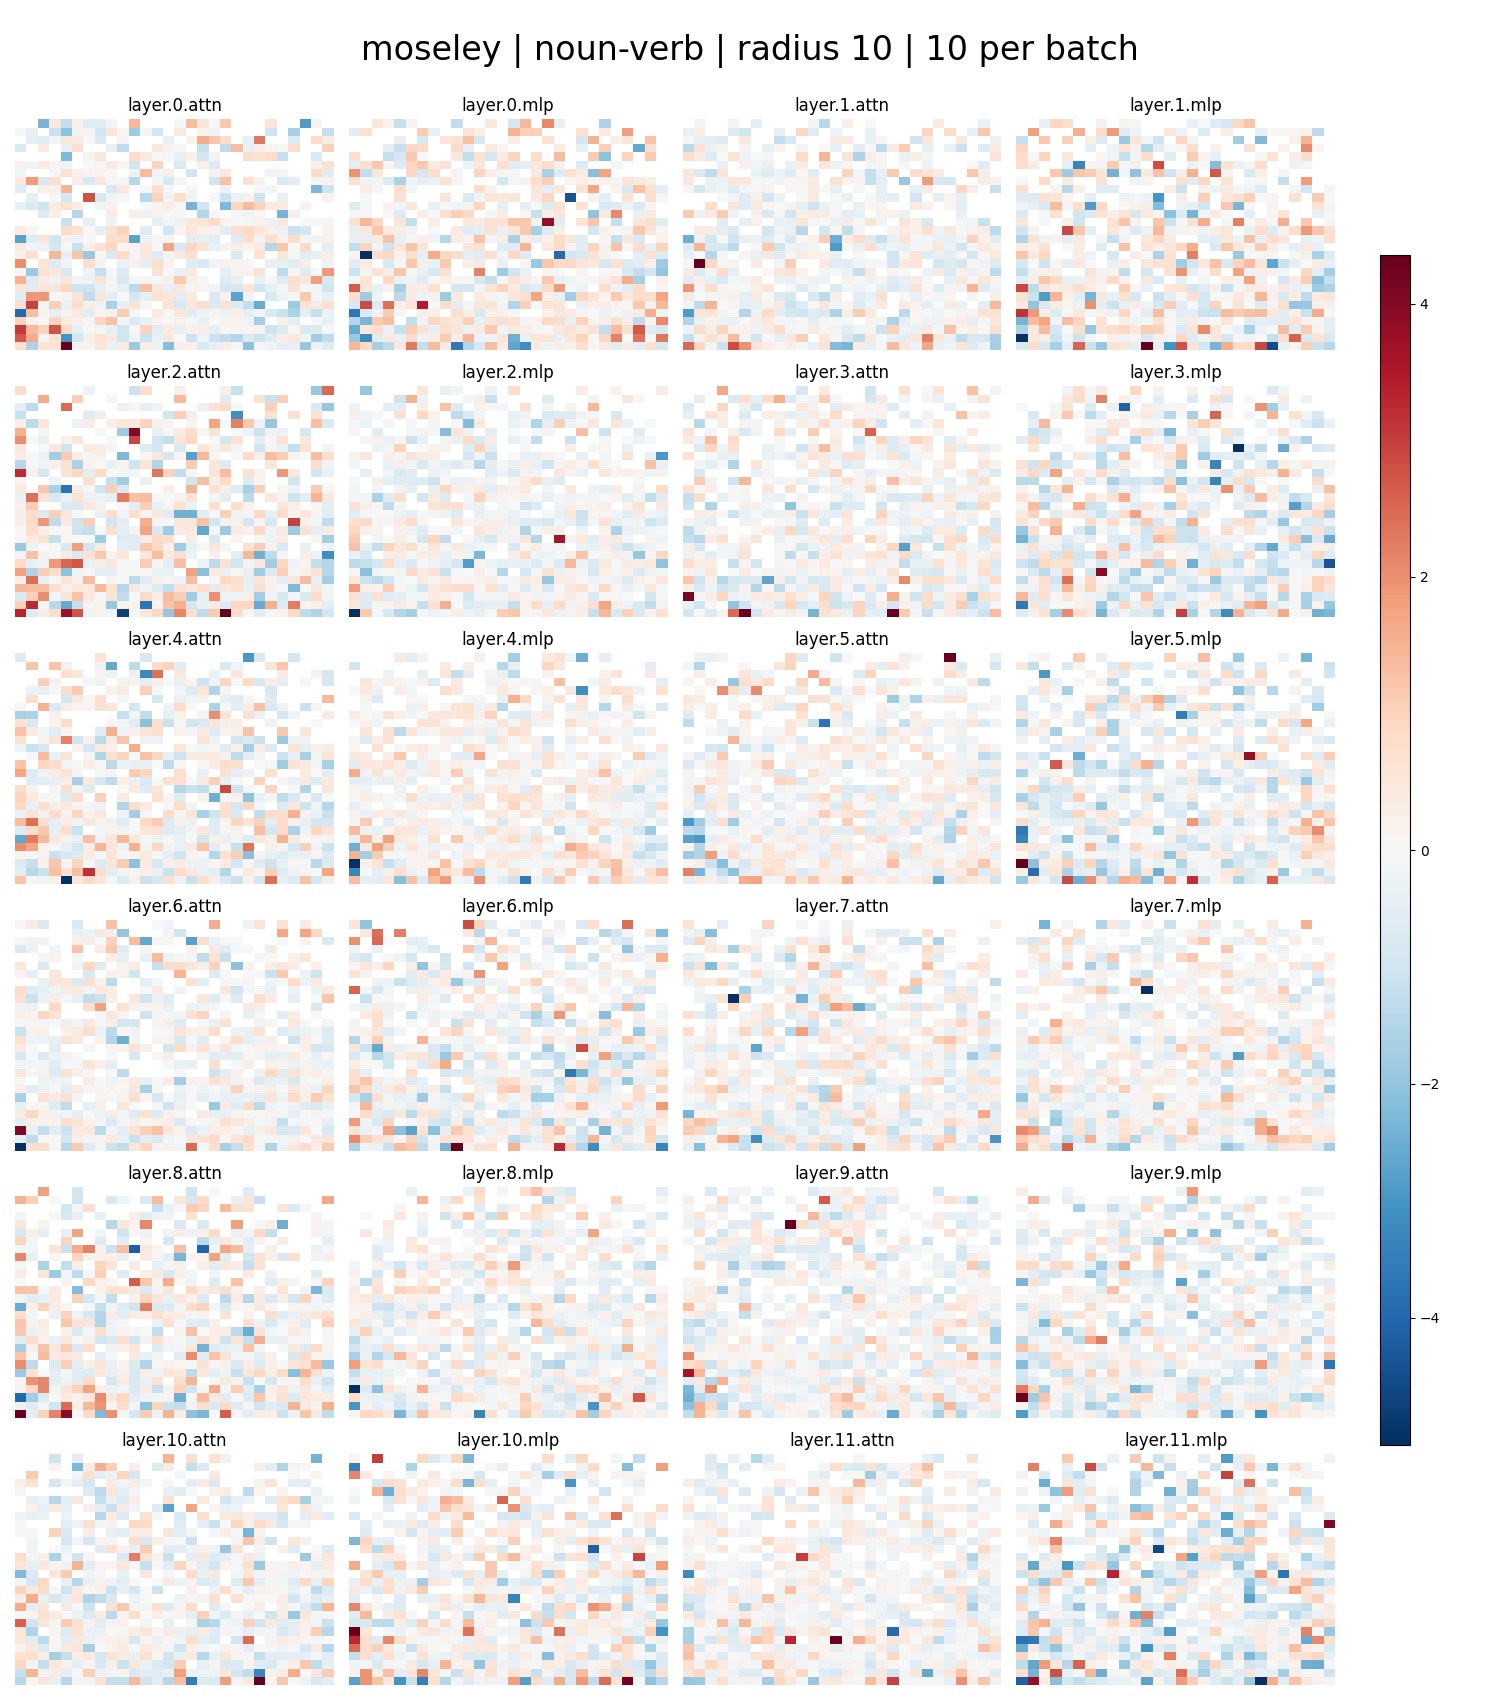 moseley | noun-verb | radius 10 | 10 per batch
layer.0.attn layer.0.mlp layer.1.attn layer.1.mlp
layer.2.attn layer.2.mlp layer.3.attn layer.3.mlp
layer.4.attn layer.4.mlp layer.5.attn layer.5.mlp
layer.6.attn layer.6.mlp layer.7.attn layer.7.mlp
layer.8.attn layer.8.mlp layer.9.attn layer.9.mlp
layer.10.attn layer.10.mlp layer.11.attn layer.11.mlp
4
2
0
−2
−4